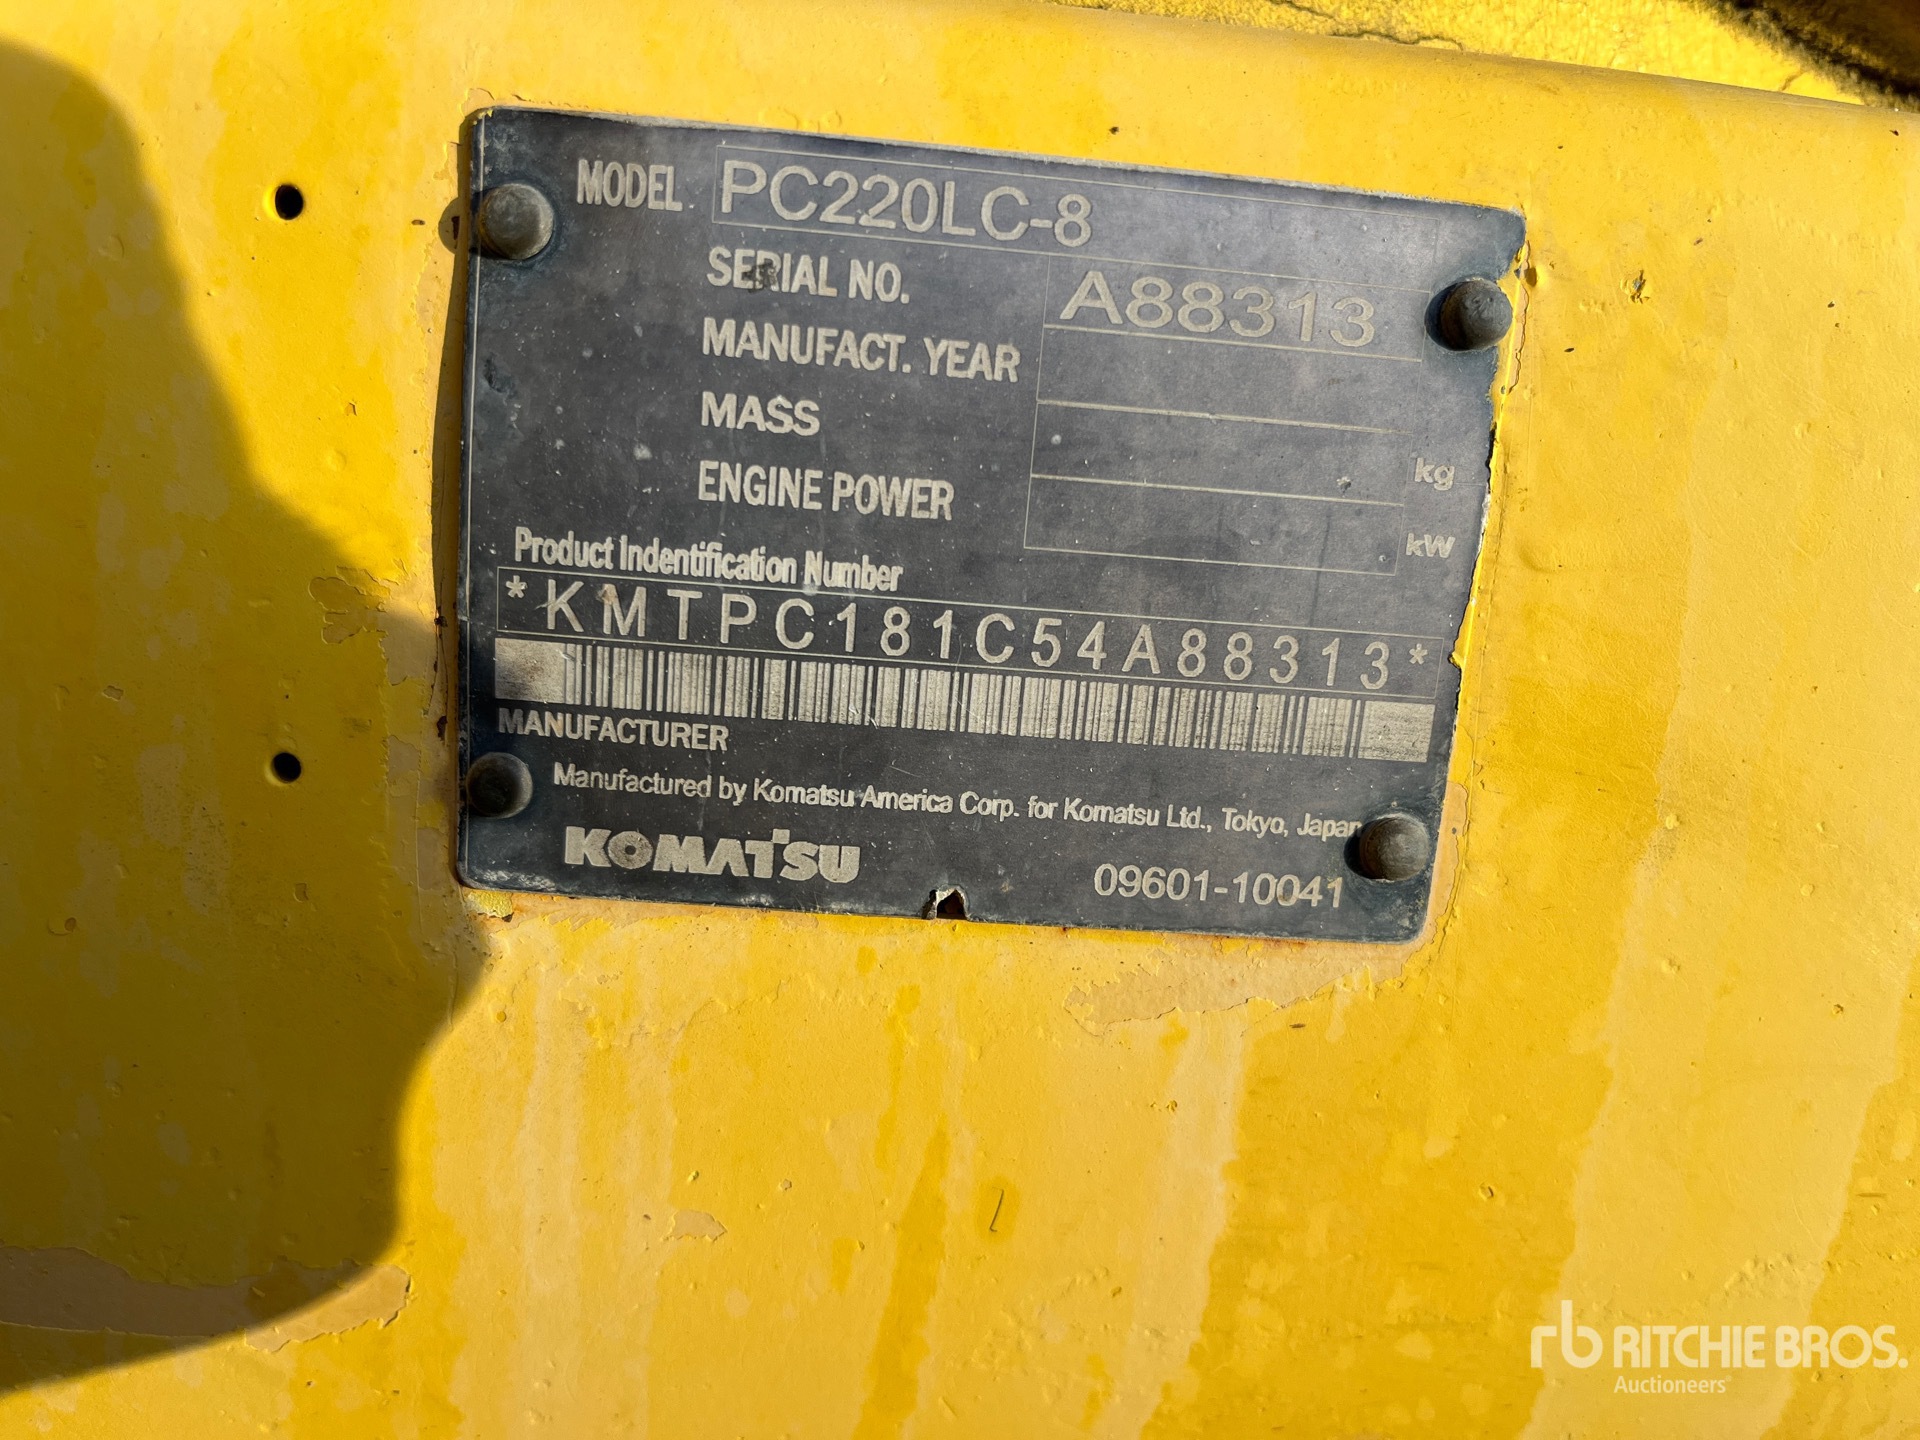 MODEL PC220LC-8
SERIAL NO. A88313
MANUFACT. YEAR
MASS kg
ENGINE POWER kW
Product Indentification Number
*KMTPC181C54A88313*
MANUFACTURER
Manufactured by Komatsu America Corp. for Komatsu Ltd., Tokyo, Japan
KOMATSU 09601-10041
rb RITCHIE BROS.
Auctioneers